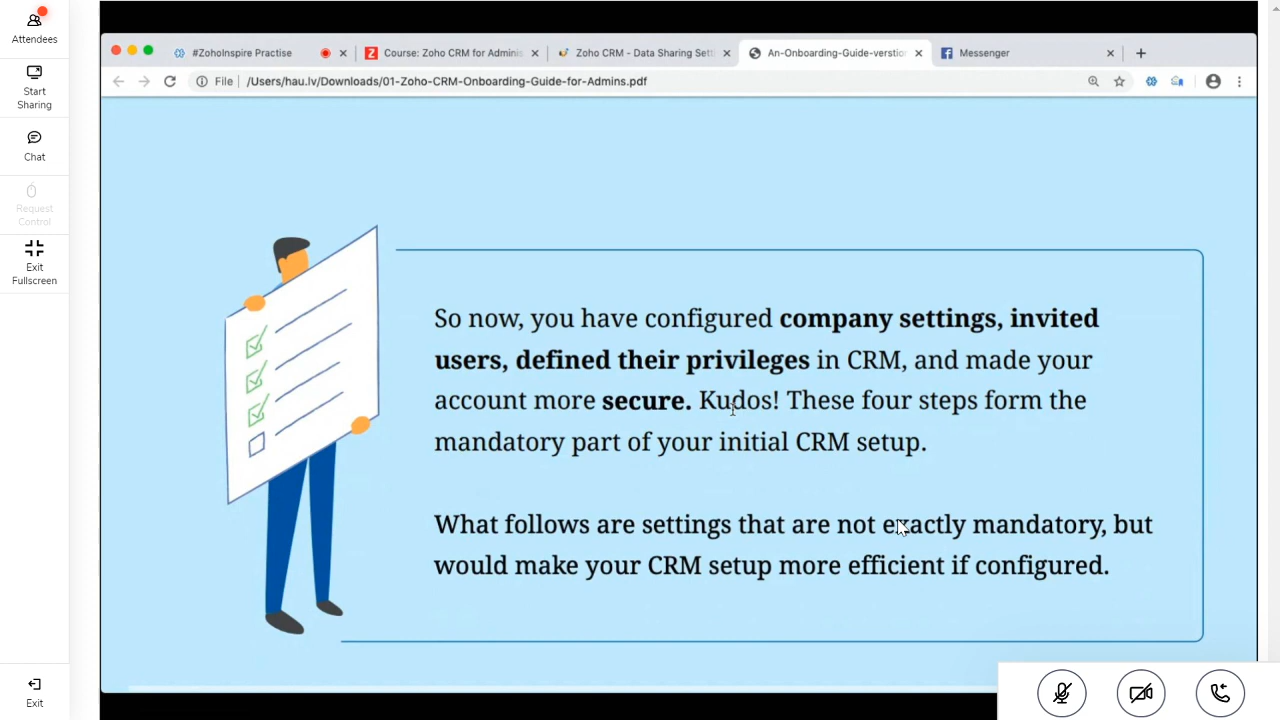 Attendees
Start
Sharing
Chat
Request
Control
Exit
Fullscreen
Exit
#ZohoInspire Practise
Course: Zoho CRM for Adminis
Zoho CRM - Data Sharing Sett
An-Onboarding-Guide-verstion
Messenger
File /Users/hau.lv/Downloads/01-Zoho-CRM-Onboarding-Guide-for-Admins.pdf
So now, you have configured company settings, invited
users, defined their privileges in CRM, and made your
account more secure. Kudos! These four steps form the
mandatory part of your initial CRM setup.
What follows are settings that are not exactly mandatory, but
would make your CRM setup more efficient if configured.